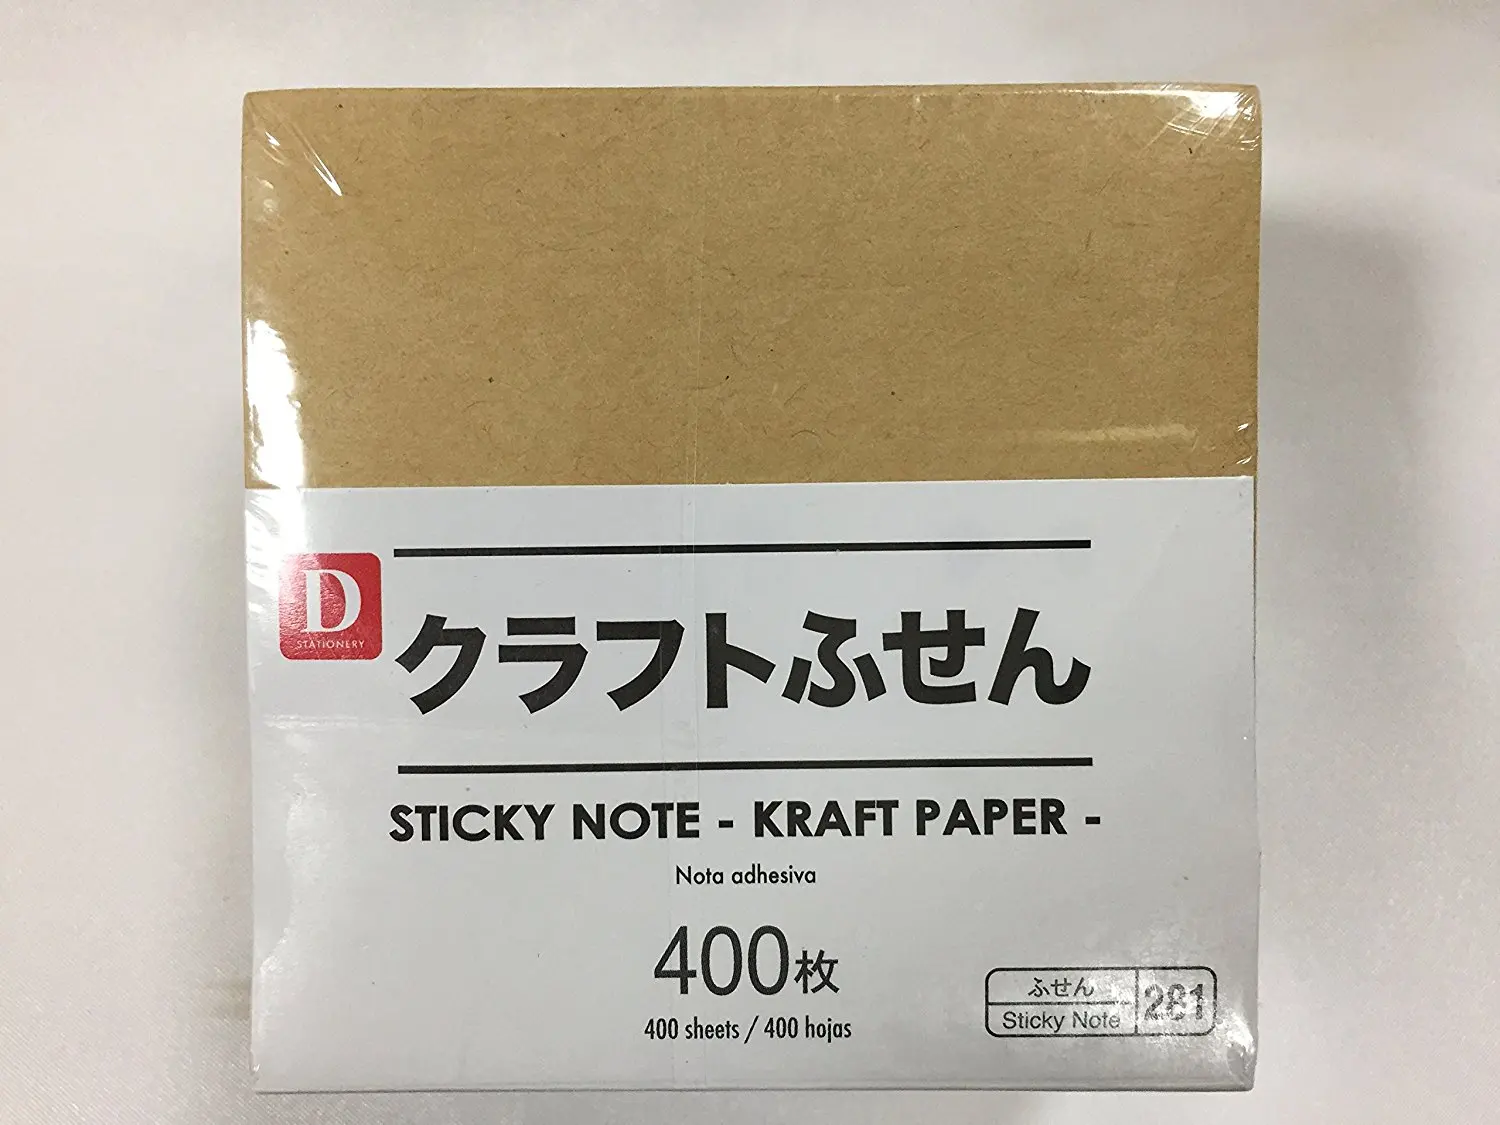 D
STATIONERY
クラフトふせん
STICKY NOTE - KRAFT PAPER -
Nota adhesiva
400枚
400 sheets / 400 hojas
ふせん
Sticky Note
281